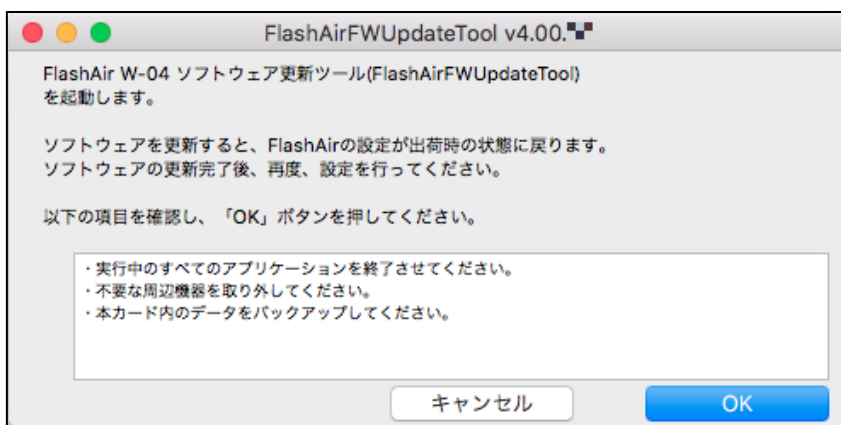 FlashAirFWUpdateTool v4.00.
FlashAir W-04 ソフトウェア更新ツール(FlashAirFWUpdateTool)
を起動します。
ソフトウェアを更新すると、FlashAirの設定が出荷時の状態に戻ります。
ソフトウェアの更新完了後、再度、設定を行ってください。
以下の項目を確認し、「OK」ボタンを押してください。
・実行中のすべてのアプリケーションを終了させてください。
・不要な周辺機器を取り外してください。
・本カード内のデータをバックアップしてください。
キャンセル
OK